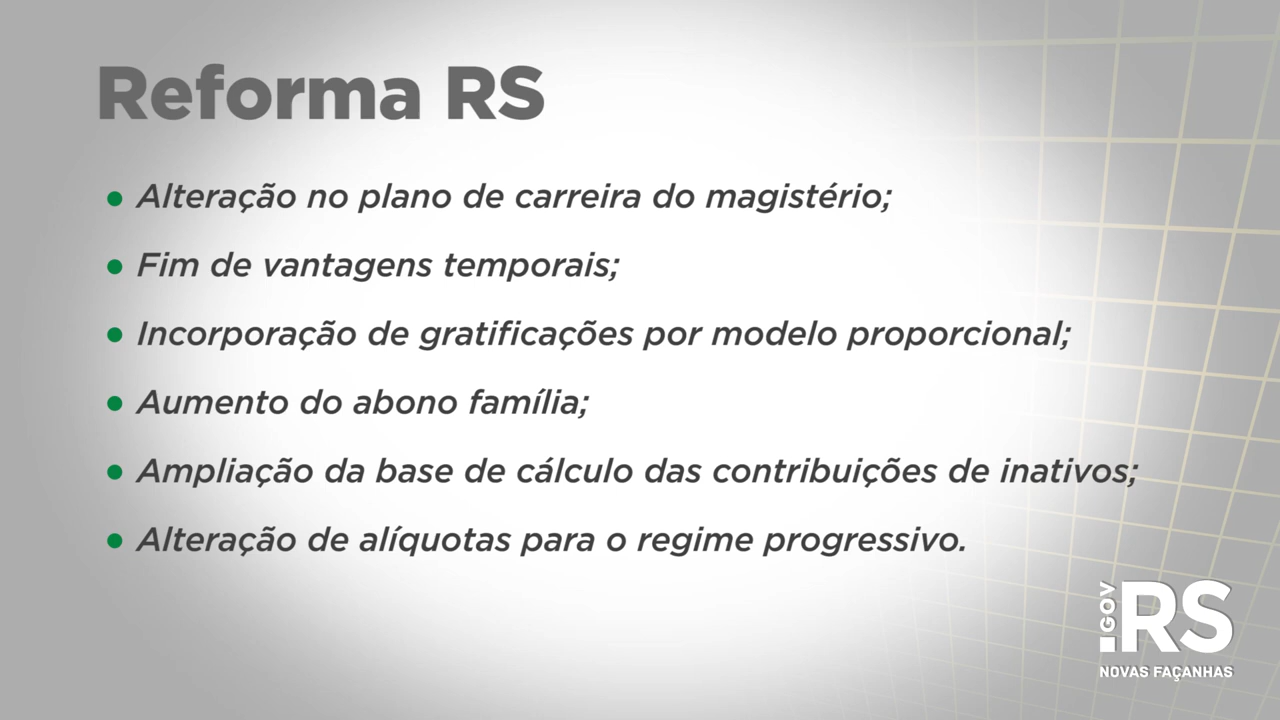 Reforma RS
Alteração no plano de carreira do magistério;
Fim de vantagens temporais;
Incorporação de gratificações por modelo proporcional;
Aumento do abono família;
Ampliação da base de cálculo das contribuições de inativos;
Alteração de alíquotas para o regime progressivo.
.GOV
RS
NOVAS FAÇANHAS